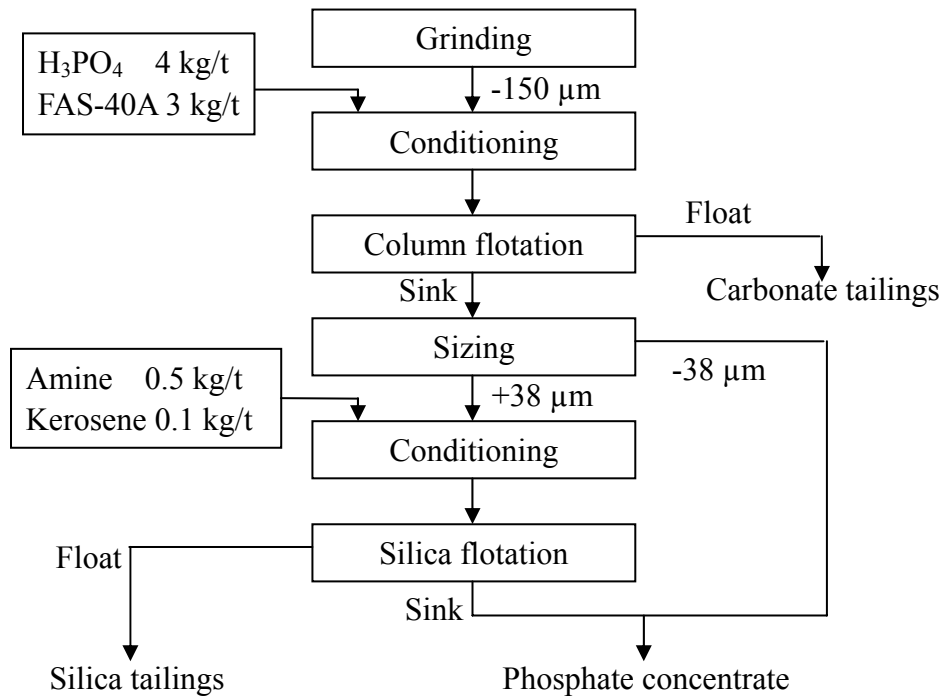 Grinding
H₃PO₄ 4 kg/t
FAS-40A 3 kg/t
-150 µm
Conditioning
Float
Column flotation
Carbonate tailings
Sink
Sizing
-38 µm
Amine 0.5 kg/t
Kerosene 0.1 kg/t
+38 µm
Conditioning
Float
Silica flotation
Sink
Silica tailings
Phosphate concentrate